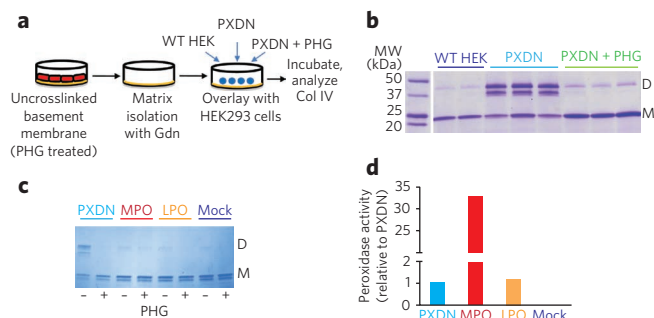 a
WT HEK
PXDN
PXDN + PHG
Uncrosslinked
basement
membrane
(PHG treated)
Matrix
isolation
with Gdn
Overlay with
HEK293 cells
Incubate,
analyze
Col IV
b
MW
(kDa)
WT HEK PXDN PXDN + PHG
50
37
25
20
D
M
c
PXDN MPO LPO Mock
D
M
– + – + – + – +
PHG
d
Peroxidase activity
(relative to PXDN)
35
25
2
1
0
PXDN MPO LPO Mock